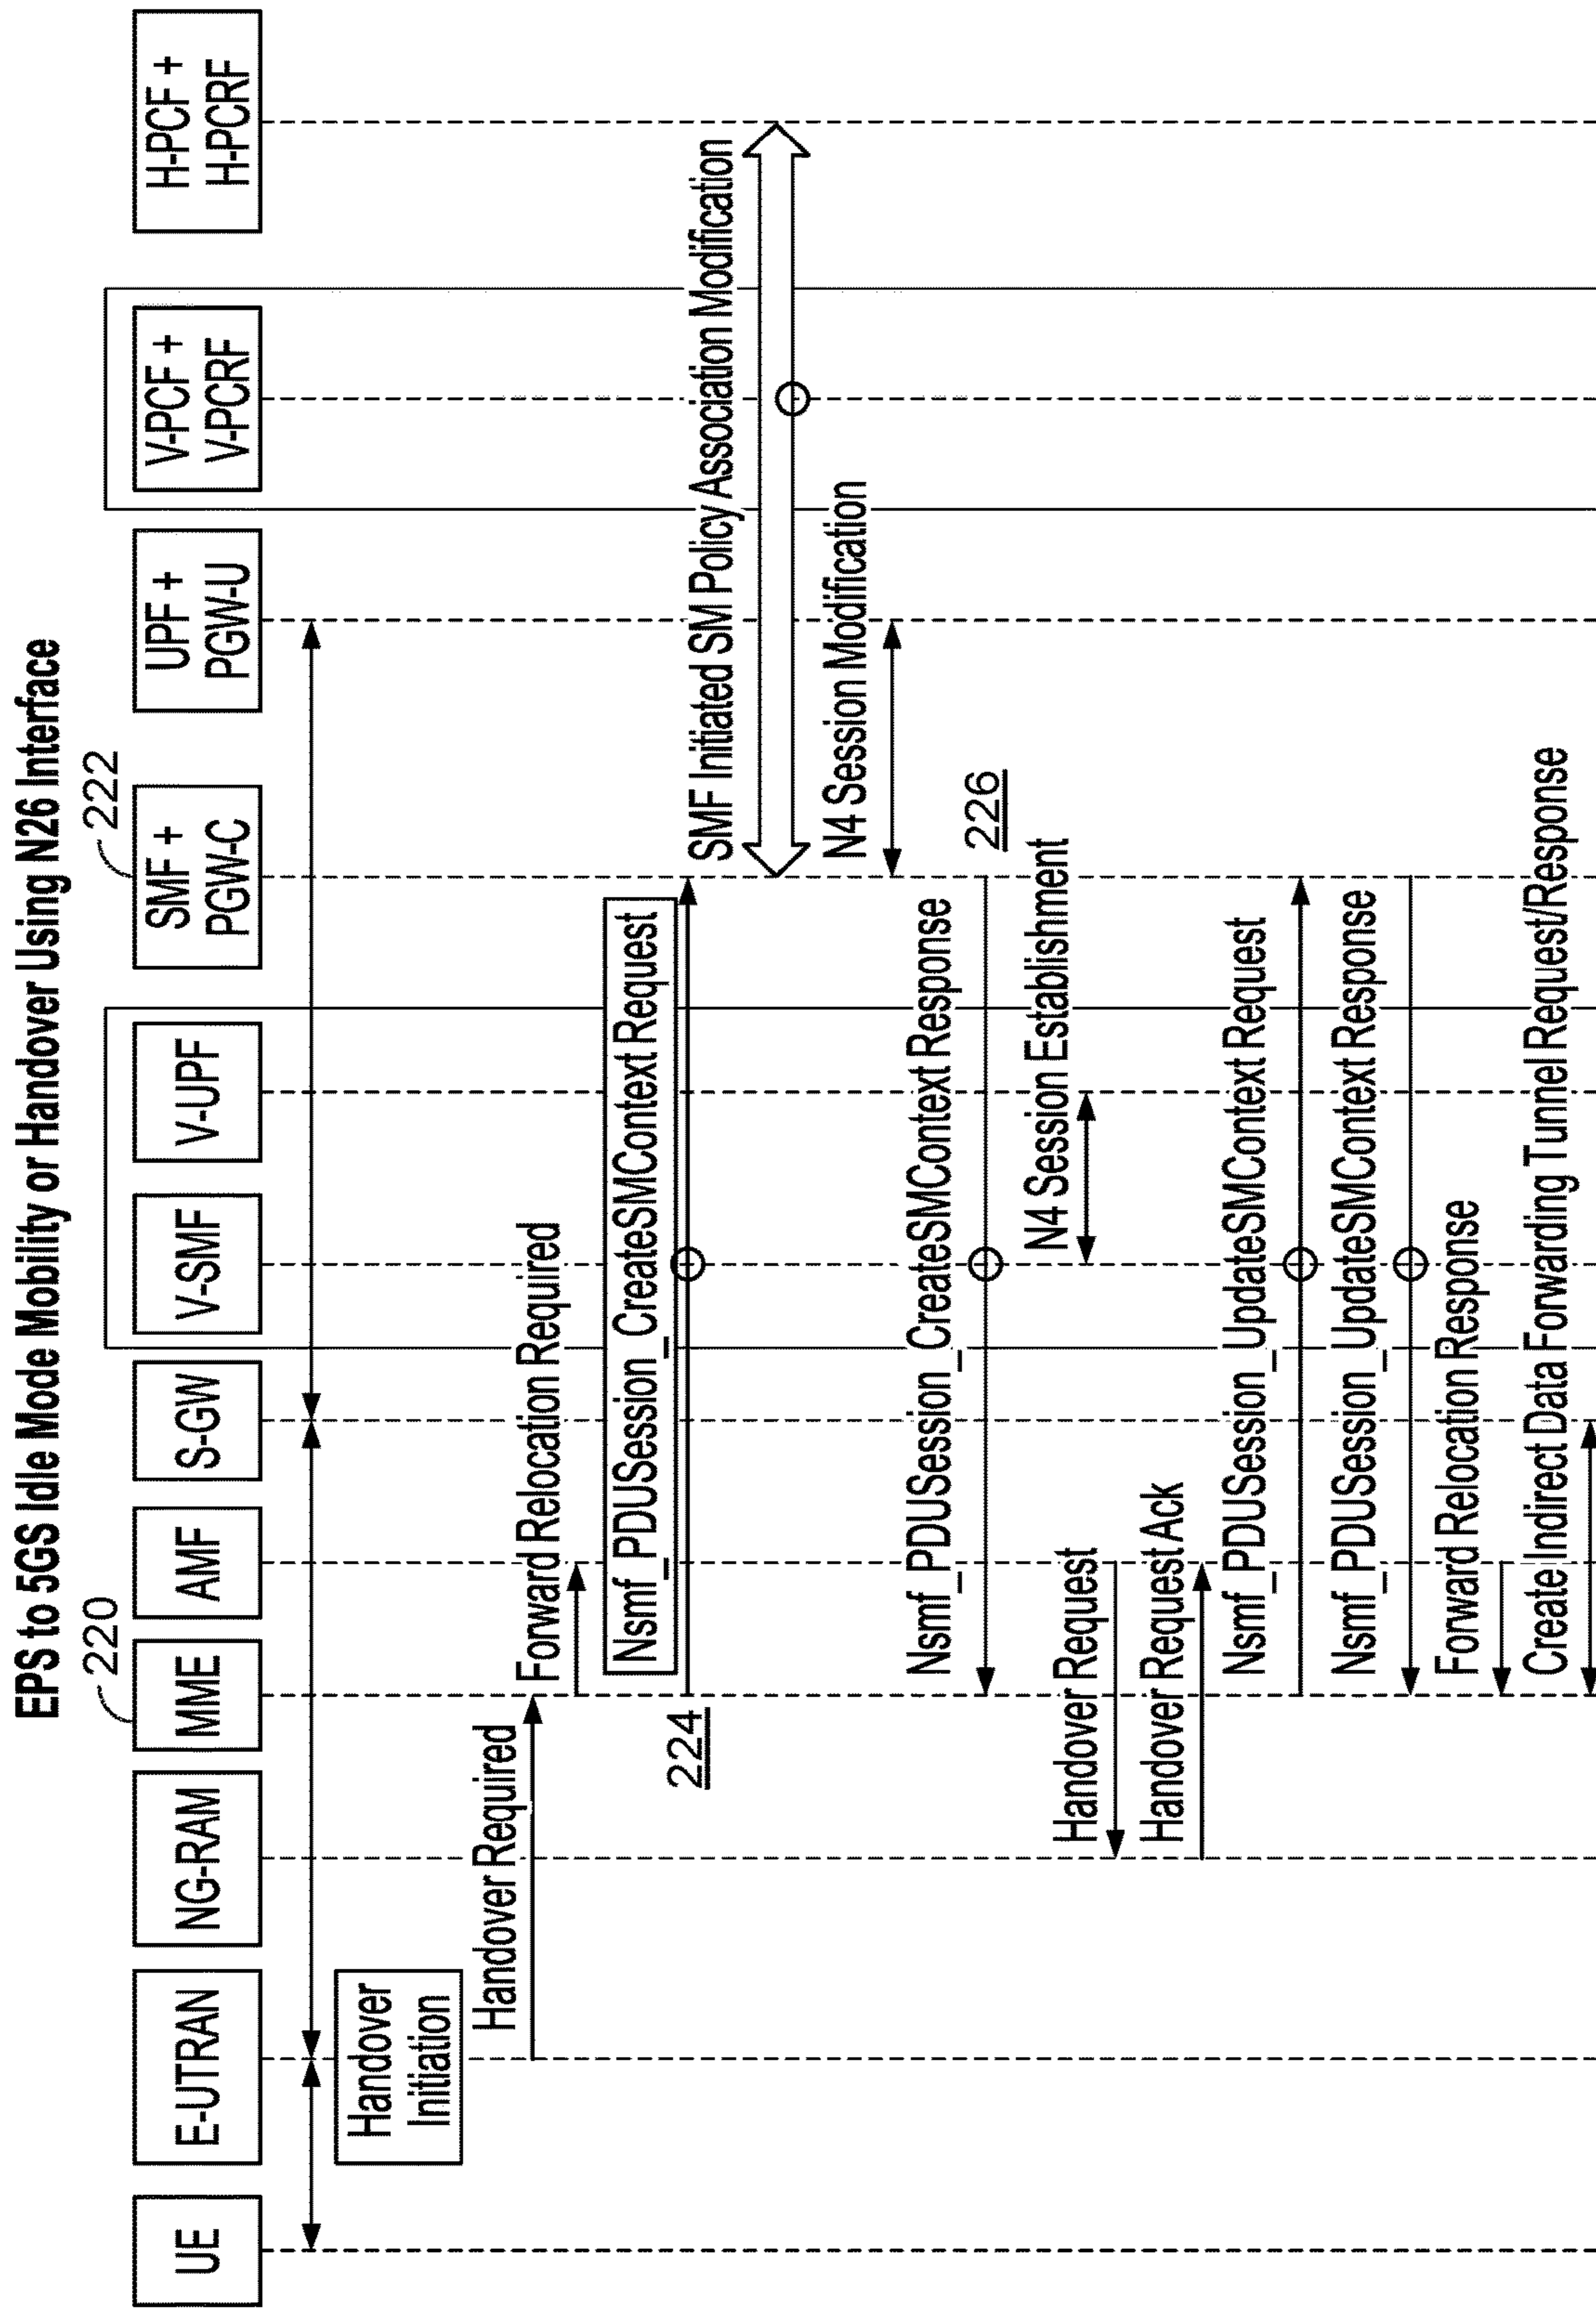 EPS to 5GS Idle Mode Mobility or Handover Using N26 Interface
220
222
UE
E-UTRAN
NG-RAM
MME
AMF
S-GW
V-SMF
V-UPF
SMF +
PGW-C
UPF +
PGW-U
V-PCF +
V-PCRF
H-PCF +
H-PCRF
Handover
Initiation
Handover Required
Forward Relocation Required
Nsmf_PDUSession_CreateSMContext Request
224
SMF Initiated SM Policy Association Modification
N4 Session Modification
Nsmf_PDUSession_CreateSMContext Response
226
N4 Session Establishment
Handover Request
Handover Request Ack
Nsmf_PDUSession_UpdateSMContext Request
Nsmf_PDUSession_UpdateSMContext Response
Forward Relocation Response
Create Indirect Data Forwarding Tunnel Request/Response